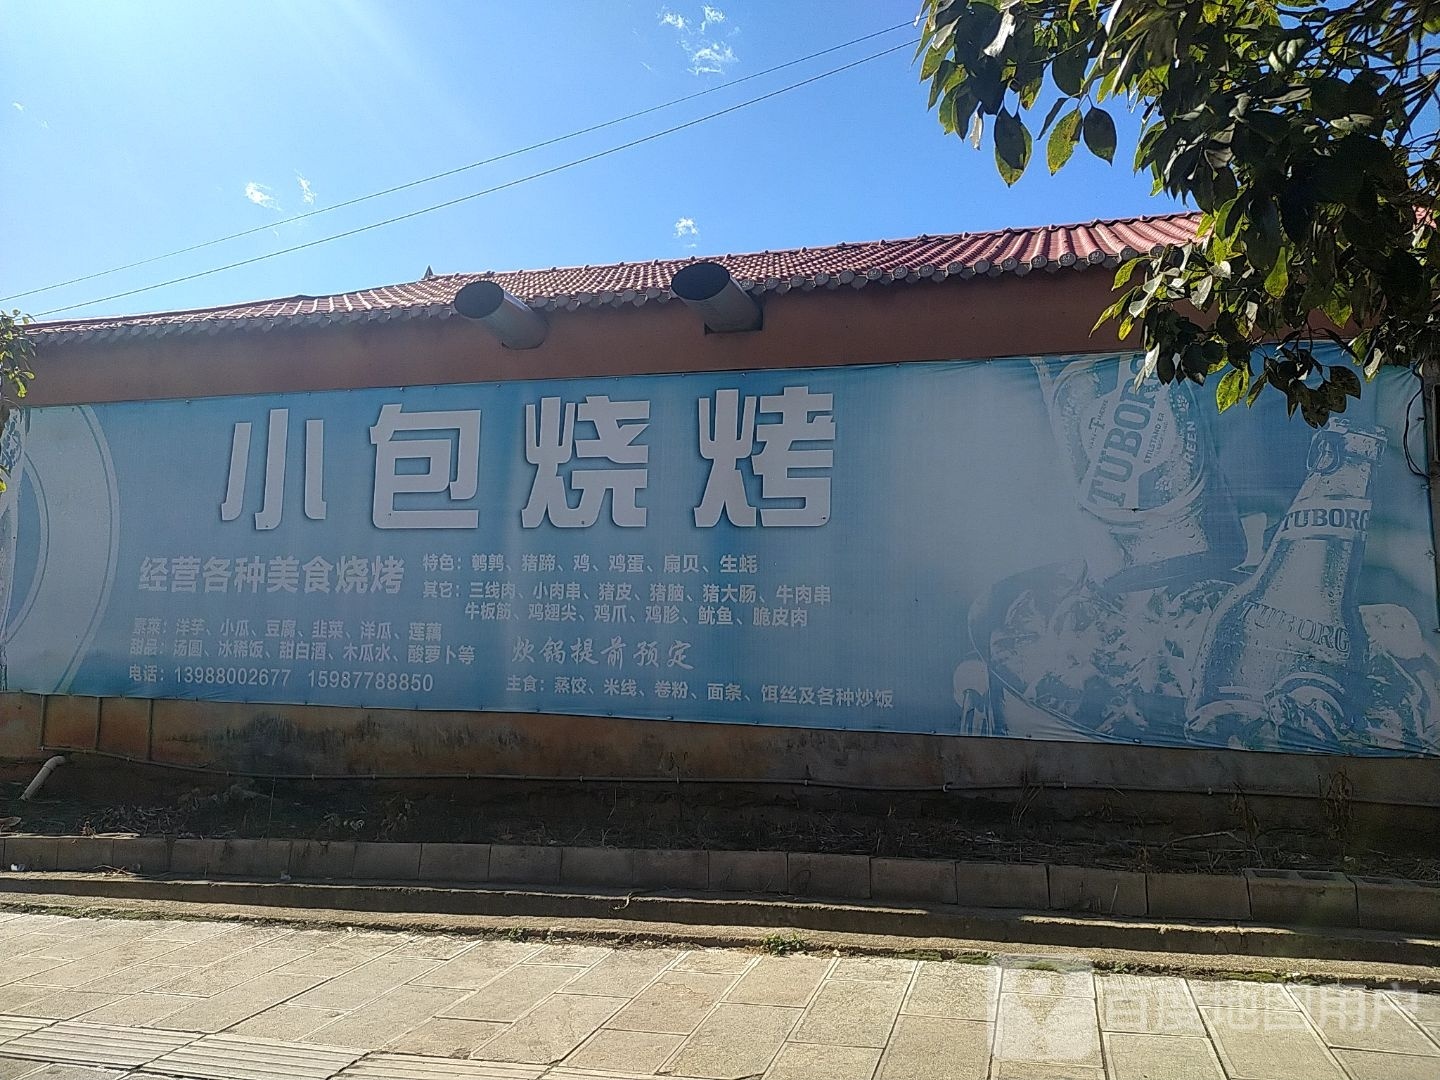 小包烧烤
经营各种美食烧烤
特色：鹌鹑、猪蹄、鸡、鸡蛋、扇贝、生蚝
其它：三线肉、小肉串、猪皮、猪脑、猪大肠、牛肉串
牛板筋、鸡翅尖、鸡爪、鸡胗、鱿鱼、脆皮肉
素菜：洋芋、小瓜、豆腐、韭菜、洋瓜、莲藕
甜品：汤圆、冰稀饭、甜白酒、木瓜水、酸萝卜等
炊锅提前预定
电话：13988002677 15987788850
主食：蒸饺、米线、卷粉、面条、饵丝及各种炒饭
TUBORG
GREEN
TUBORG
TUBORG
百度地图用户